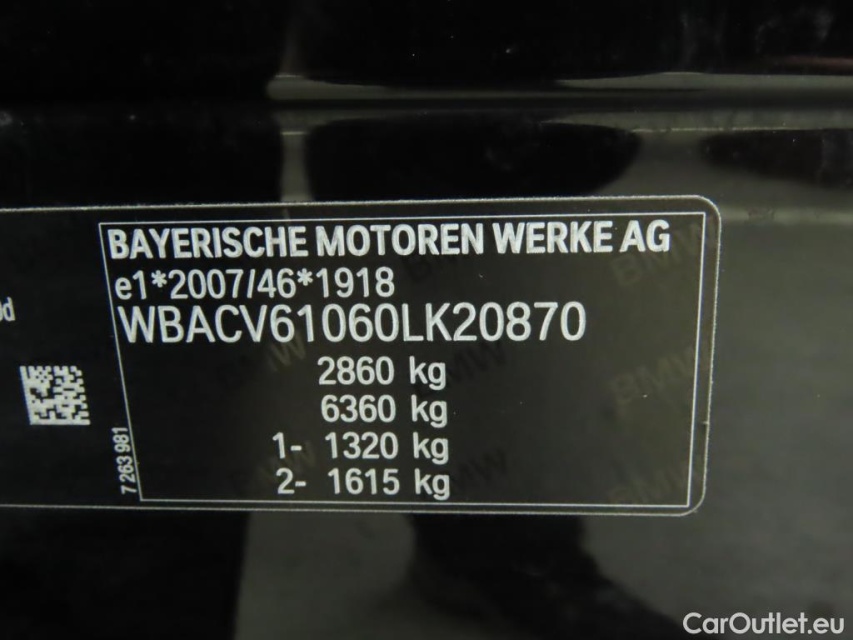 BAYERISCHE MOTOREN WERKE AG
e1*2007/46*1918
WBACV61060LK20870
2860 kg
6360 kg
1- 1320 kg
2- 1615 kg
7 263 981
CarOutlet.eu